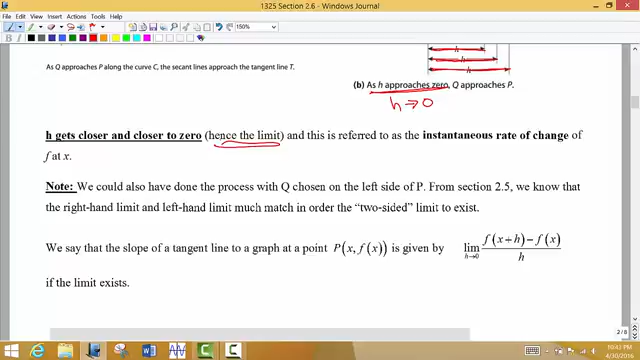 1325 Section 2.6 - Windows Journal
File Edit View Insert Actions Tools Help
As Q approaches P along the curve C, the secant lines approach the tangent line T.
h
h
h
(b) As h approaches zero, Q approaches P.
h → 0
h gets closer and closer to zero (hence the limit) and this is referred to as the instantaneous rate of change of
f at x.
Note: We could also have done the process with Q chosen on the left side of P. From section 2.5, we know that
the right-hand limit and left-hand limit much match in order the "two-sided" limit to exist.
We say that the slope of a tangent line to a graph at a point P(x, f(x)) is given by lim h→0 f(x+h) − f(x) / h
if the limit exists.
2/8
10:43 PM
4/30/2016